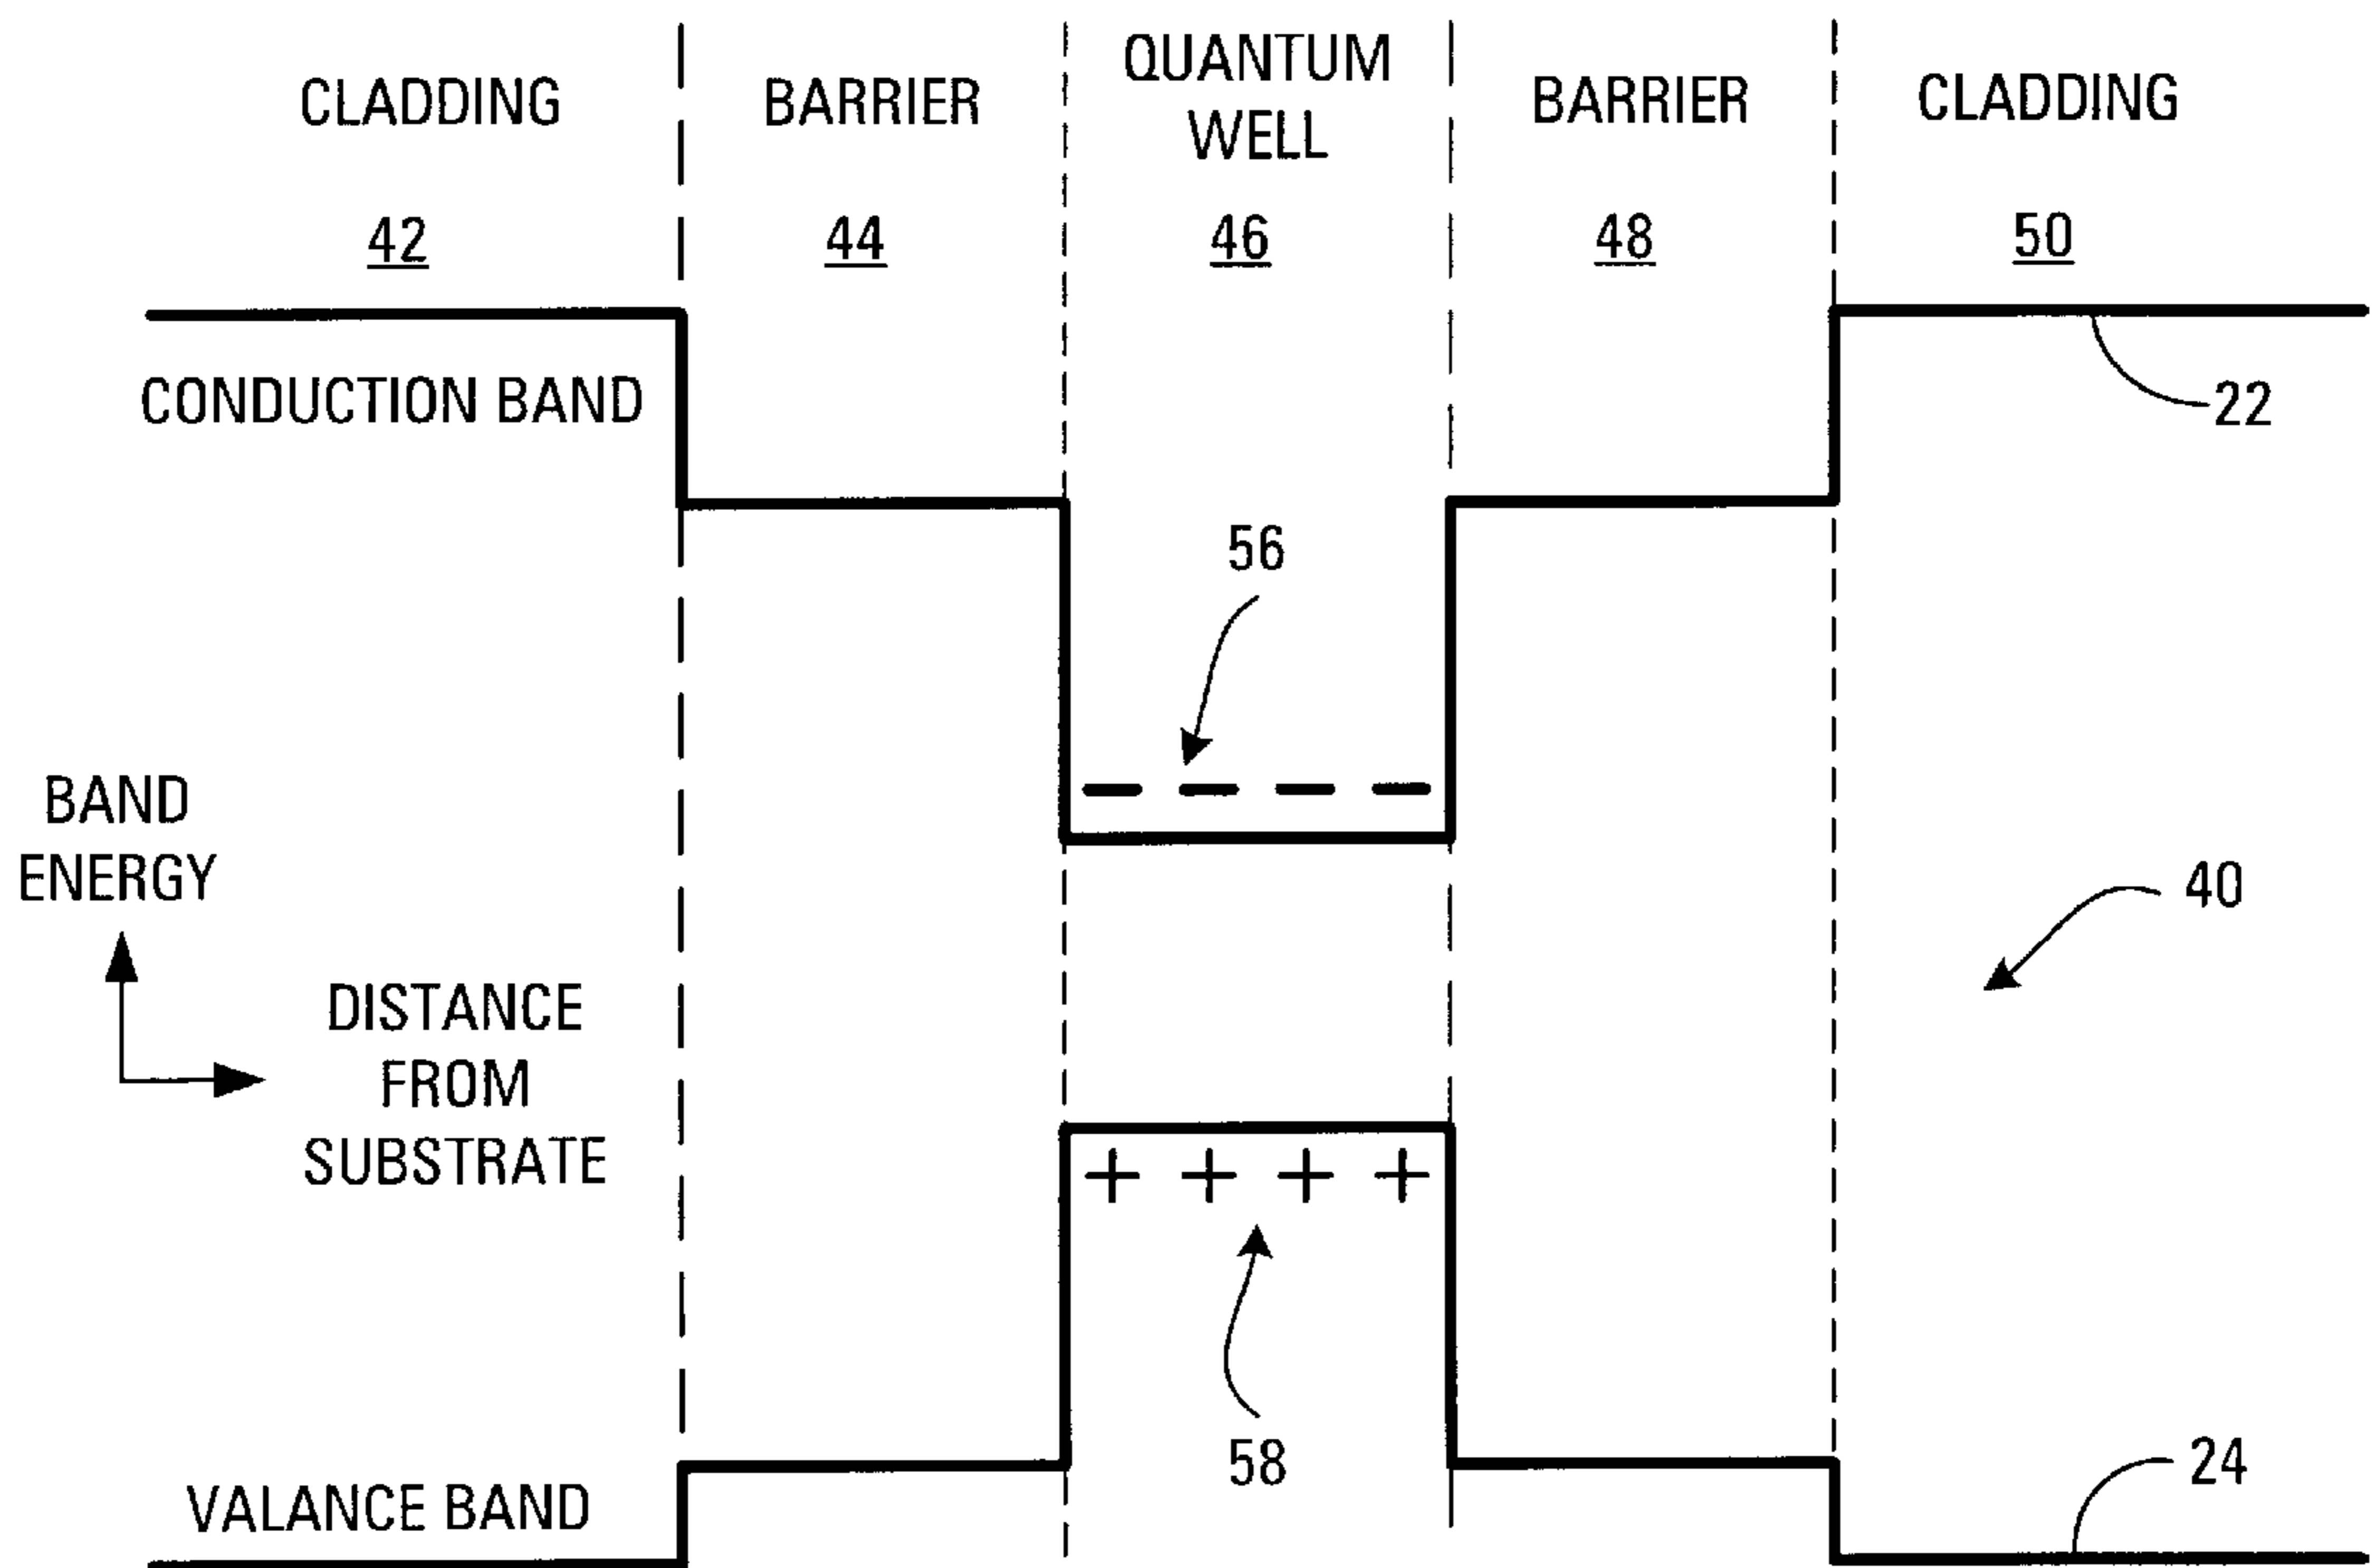 CLADDING
BARRIER
QUANTUM
WELL
BARRIER
CLADDING
42
44
46
48
50
CONDUCTION BAND
22
56
BAND
ENERGY
40
DISTANCE
FROM
SUBSTRATE
58
24
VALANCE BAND